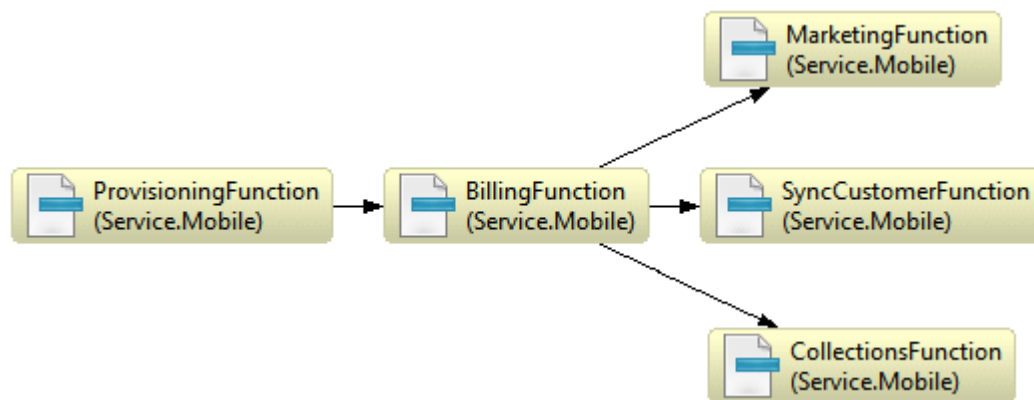 MarketingFunction
(Service.Mobile)
ProvisioningFunction
(Service.Mobile)
BillingFunction
(Service.Mobile)
SyncCustomerFunction
(Service.Mobile)
CollectionsFunction
(Service.Mobile)